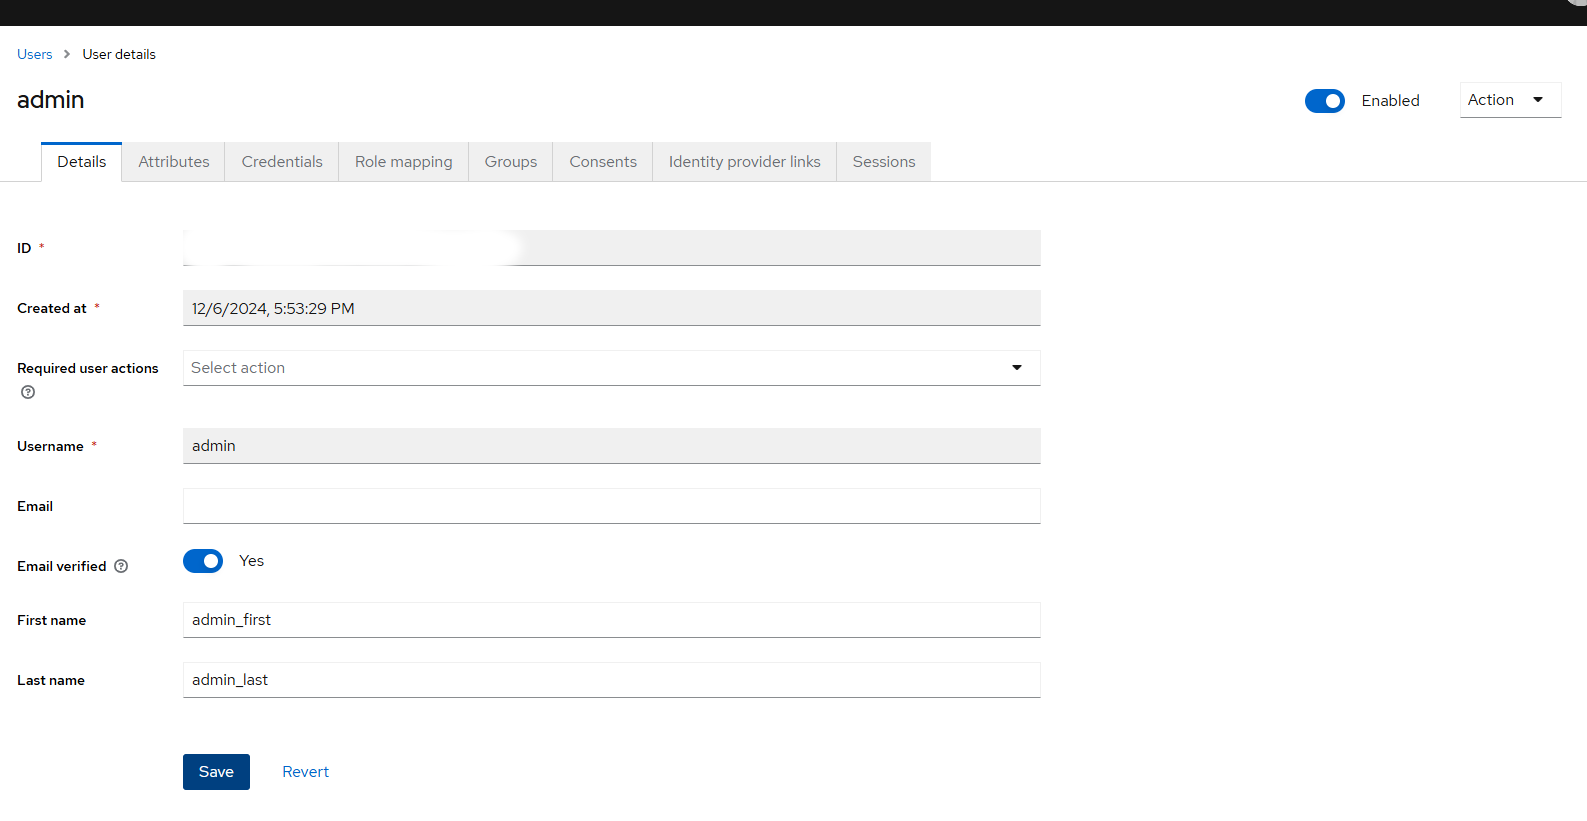 Users > User details
admin
Enabled
Action
Details Attributes Credentials Role mapping Groups Consents Identity provider links Sessions
ID *
Created at * 12/6/2024, 5:53:29 PM
Required user actions Select action
Username * admin
Email
Email verified Yes
First name admin_first
Last name admin_last
Save Revert